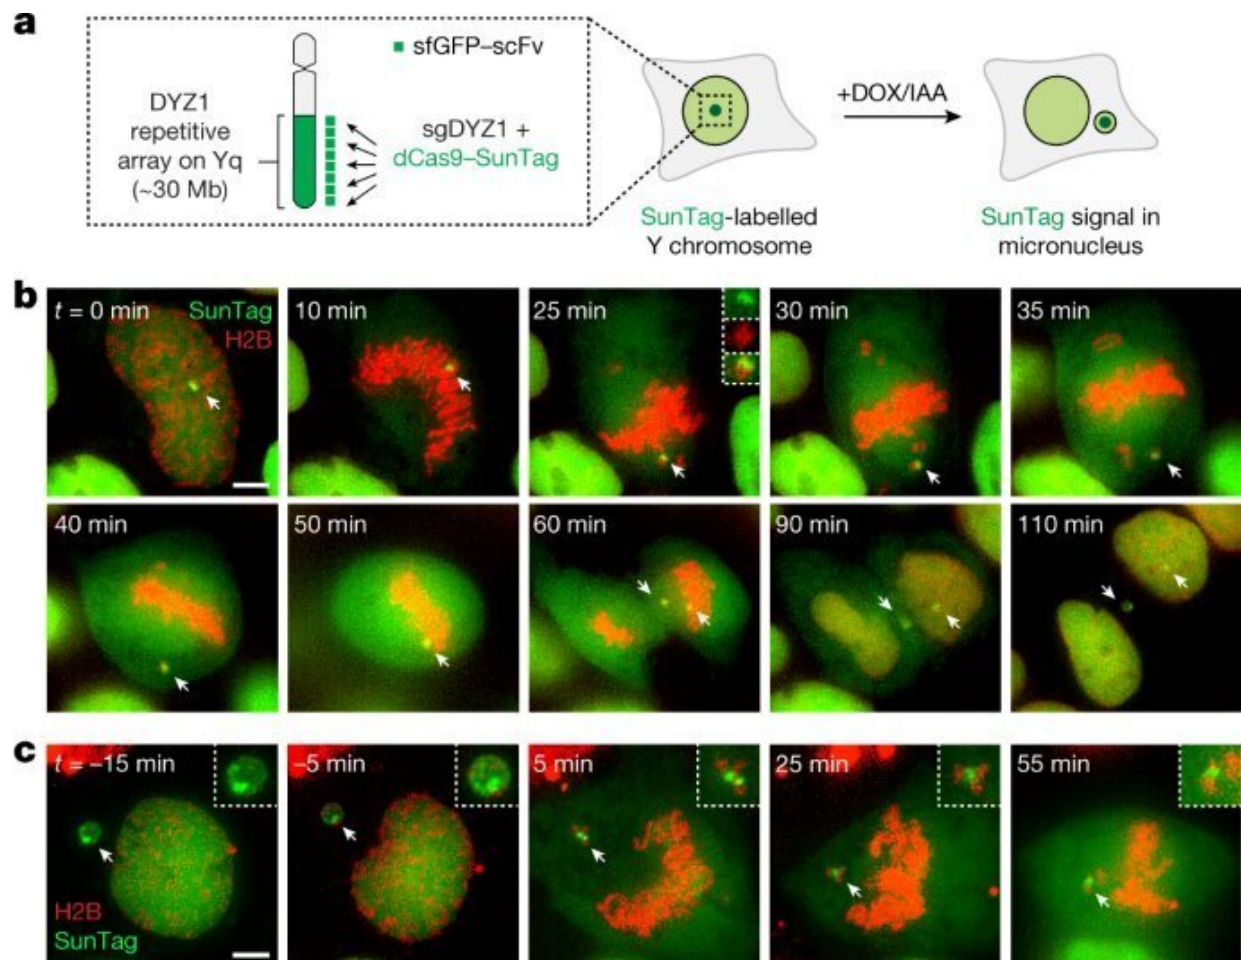 a
sfGFP–scFv
DYZ1
repetitive
array on Yq
(~30 Mb)
sgDYZ1 +
dCas9–SunTag
+DOX/IAA
SunTag-labelled
Y chromosome
SunTag signal in
micronucleus
b
t = 0 min
SunTag
H2B
10 min
25 min
30 min
35 min
40 min
50 min
60 min
90 min
110 min
c
t = –15 min
H2B
SunTag
–5 min
5 min
25 min
55 min